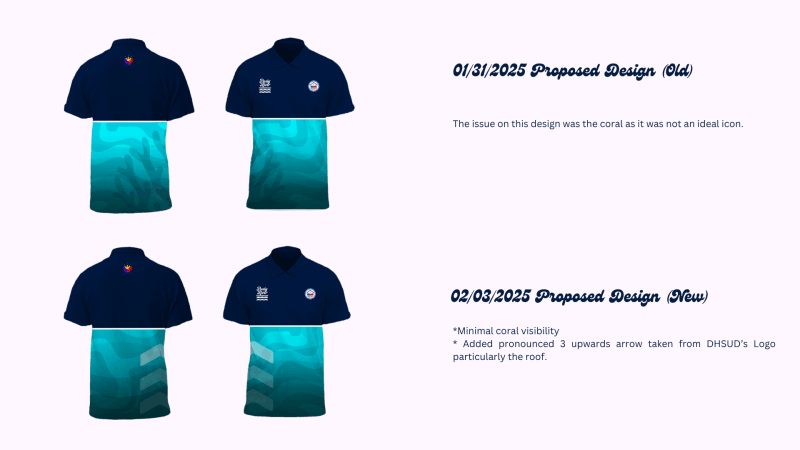 01/31/2025 Proposed Design (Old)
The issue on this design was the coral as it was not an ideal icon.
02/03/2025 Proposed Design (New)
*Minimal coral visibility
* Added pronounced 3 upwards arrow taken from DHSUD's Logo
particularly the roof.